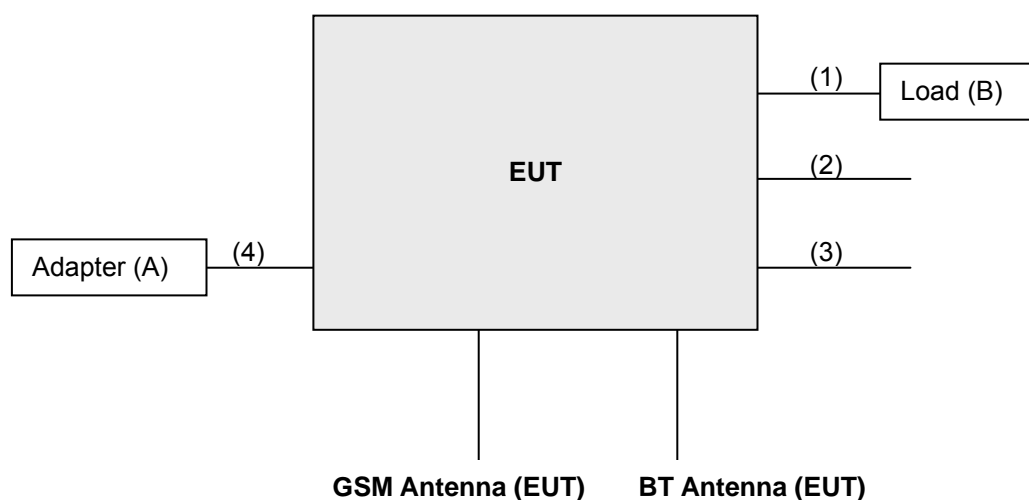 (1)
Load (B)
EUT
(2)
Adapter (A)
(4)
(3)
GSM Antenna (EUT)
BT Antenna (EUT)